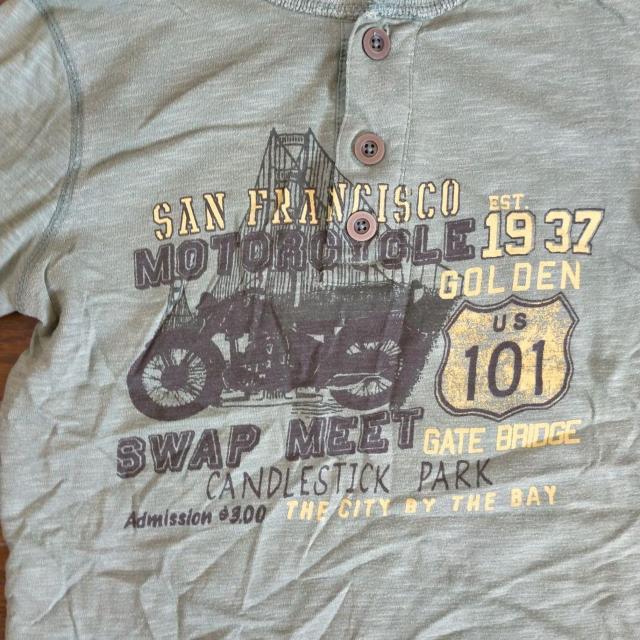 SAN FRANCISCO
EST.
MOTORCYCLE 1937
GOLDEN
US
101
SWAP MEET GATE BRIDGE
CANDLESTICK PARK
Admission $3.00 THE CITY BY THE BAY